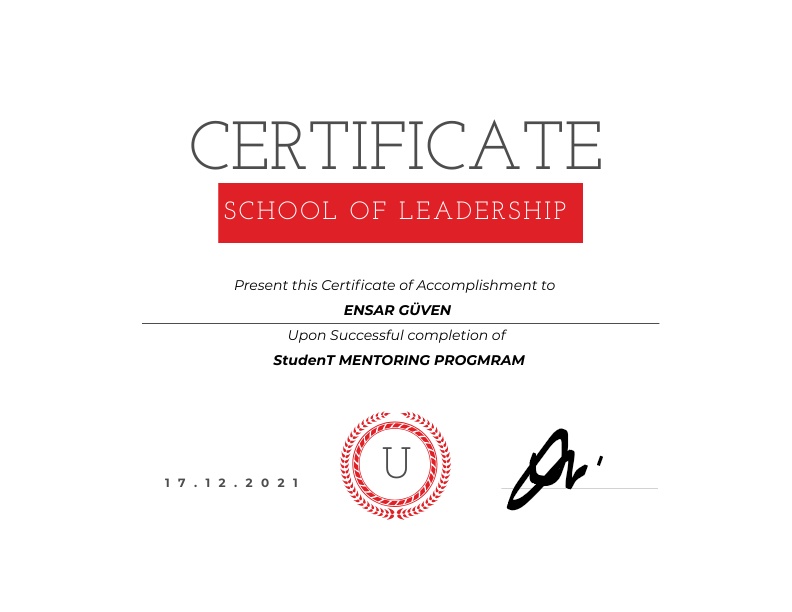 CERTIFICATE
SCHOOL OF LEADERSHIP
Present this Certificate of Accomplishment to
ENSAR GÜVEN
Upon Successful completion of
StudenT MENTORING PROGMRAM
17.12.2021
U